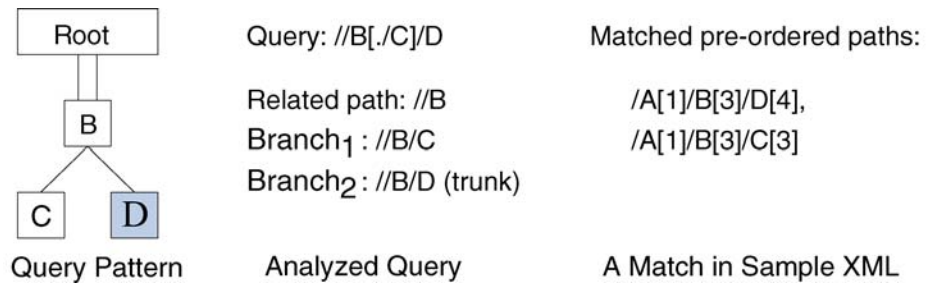 Root
B
C
D
Query Pattern
Query: //B[./C]/D
Related path: //B
Branch1 : //B/C
Branch2 : //B/D (trunk)
Analyzed Query
Matched pre-ordered paths:
/A[1]/B[3]/D[4],
/A[1]/B[3]/C[3]
A Match in Sample XML